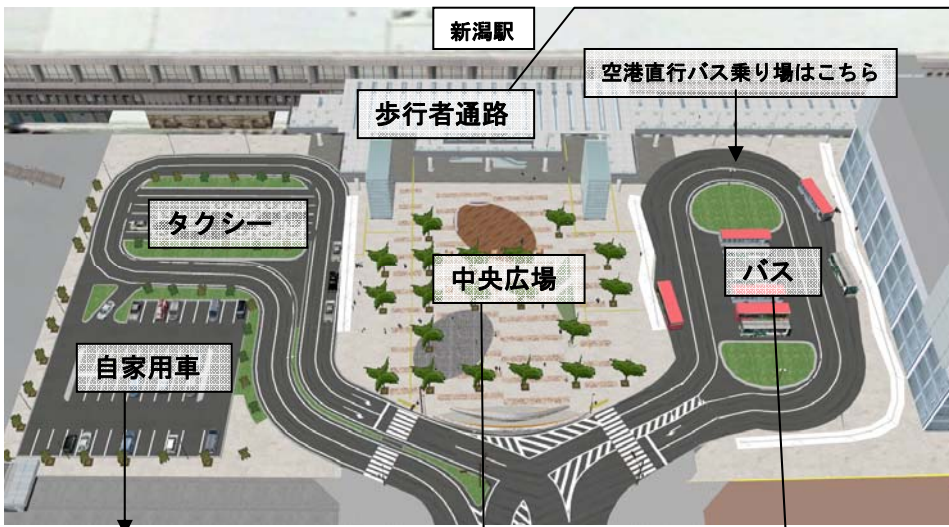 新潟駅
空港直行バス乗り場はこちら
歩行者通路
タクシー
中央広場
バス
自家用車